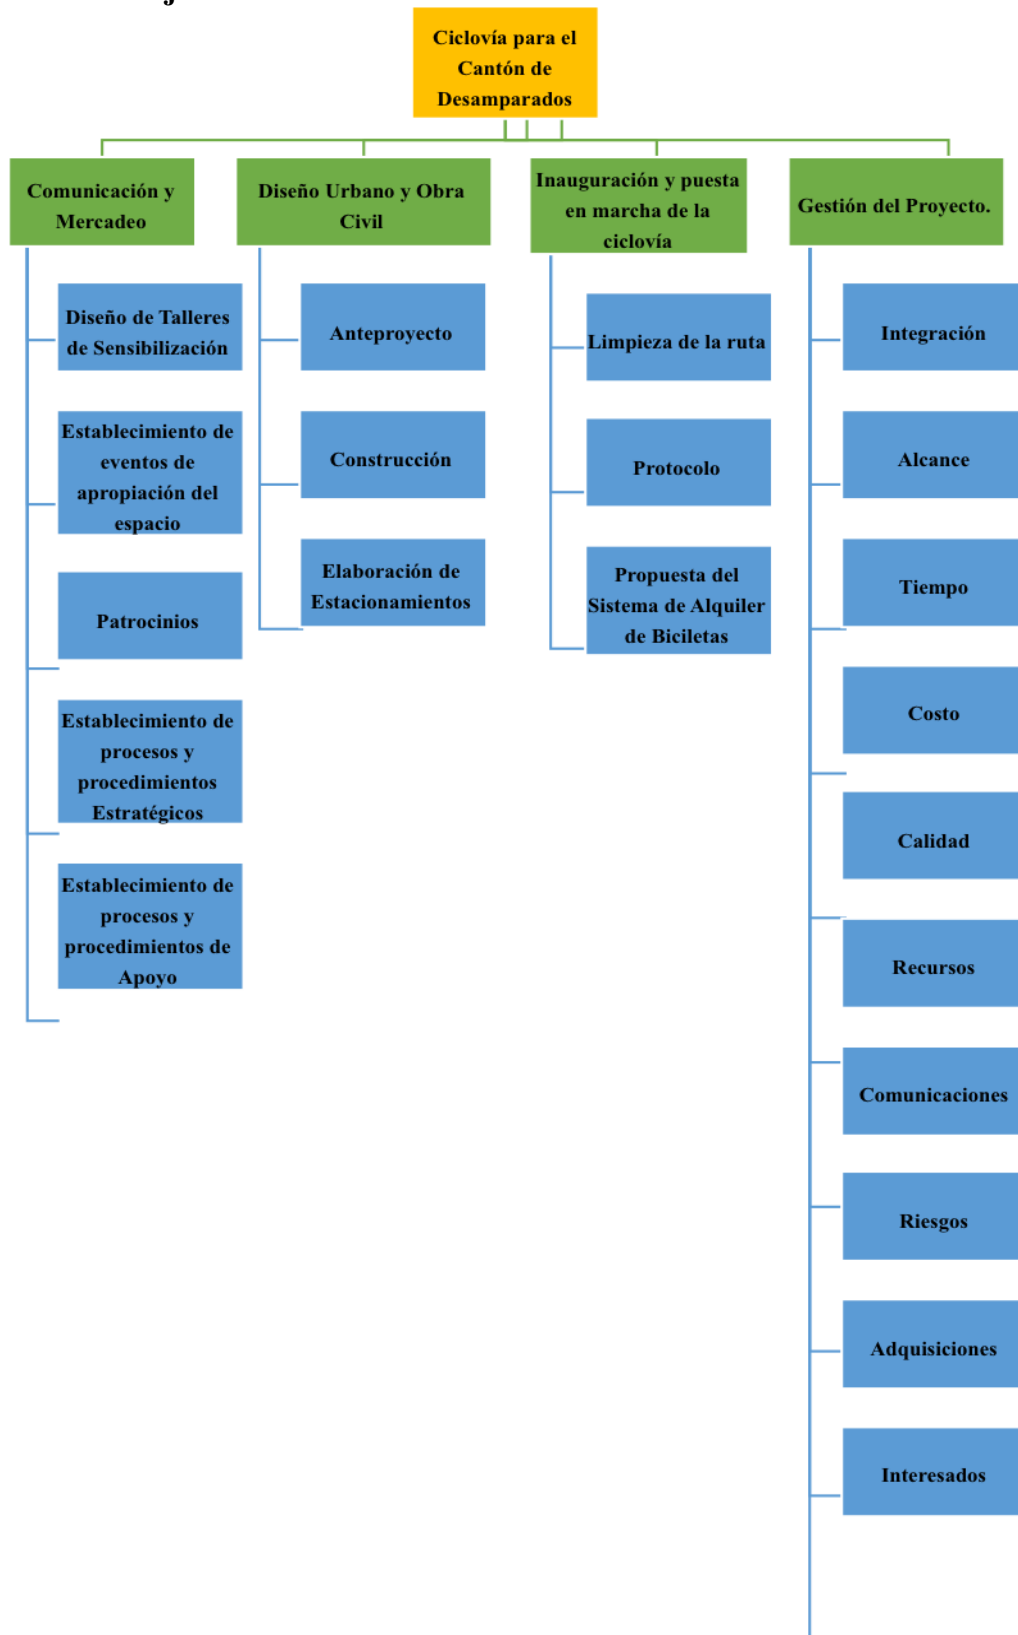 Ciclovía para el
Cantón de
Desamparados
Comunicación y
Mercadeo
Diseño de Talleres
de Sensibilización
Establecimiento de
eventos de
apropiación del
espacio
Patrocinios
Establecimiento de
procesos y
procedimientos
Estratégicos
Establecimiento de
procesos y
procedimientos de
Apoyo
Diseño Urbano y Obra
Civil
Anteproyecto
Construcción
Elaboración de
Estacionamientos
Inauguración y puesta
en marcha de la
ciclovía
Limpieza de la ruta
Protocolo
Propuesta del
Sistema de Alquiler
de Biciletas
Gestión del Proyecto.
Integración
Alcance
Tiempo
Costo
Calidad
Recursos
Comunicaciones
Riesgos
Adquisiciones
Interesados